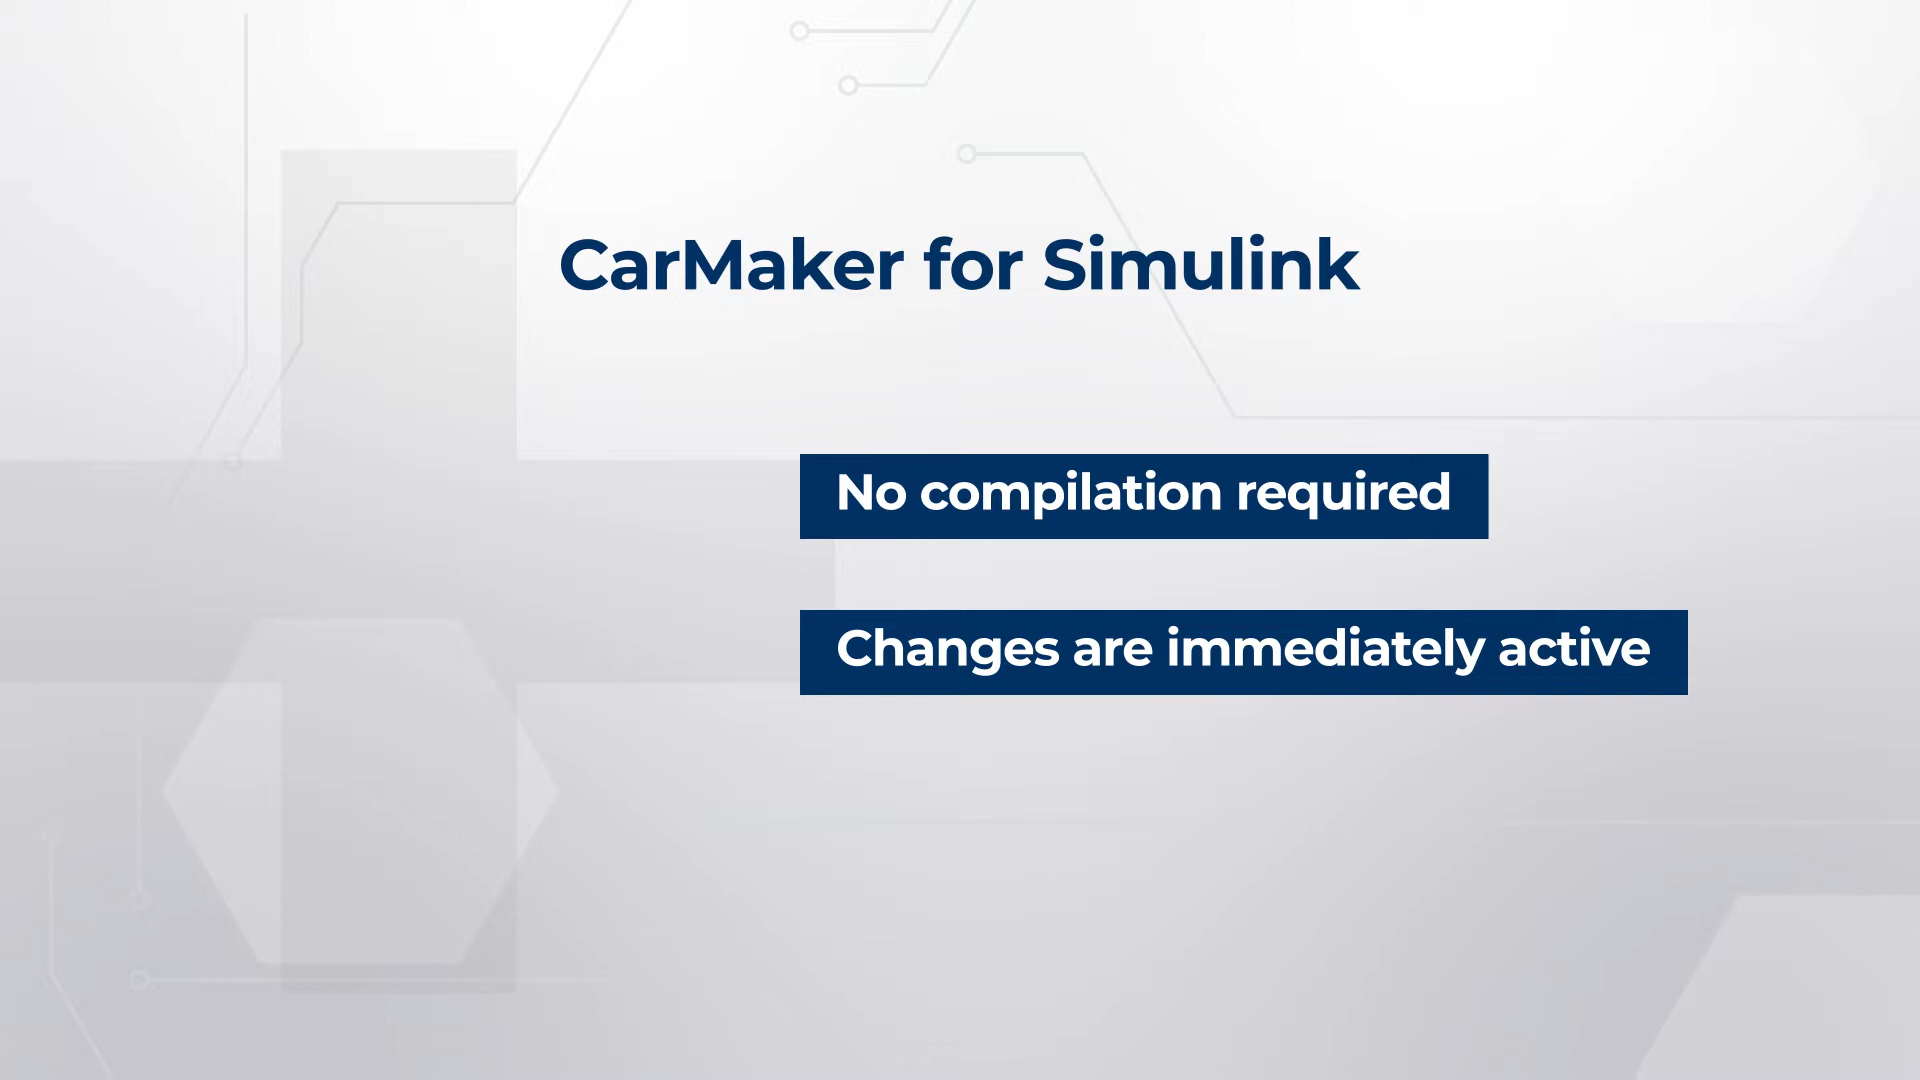 CarMaker for Simulink
No compilation required
Changes are immediately active